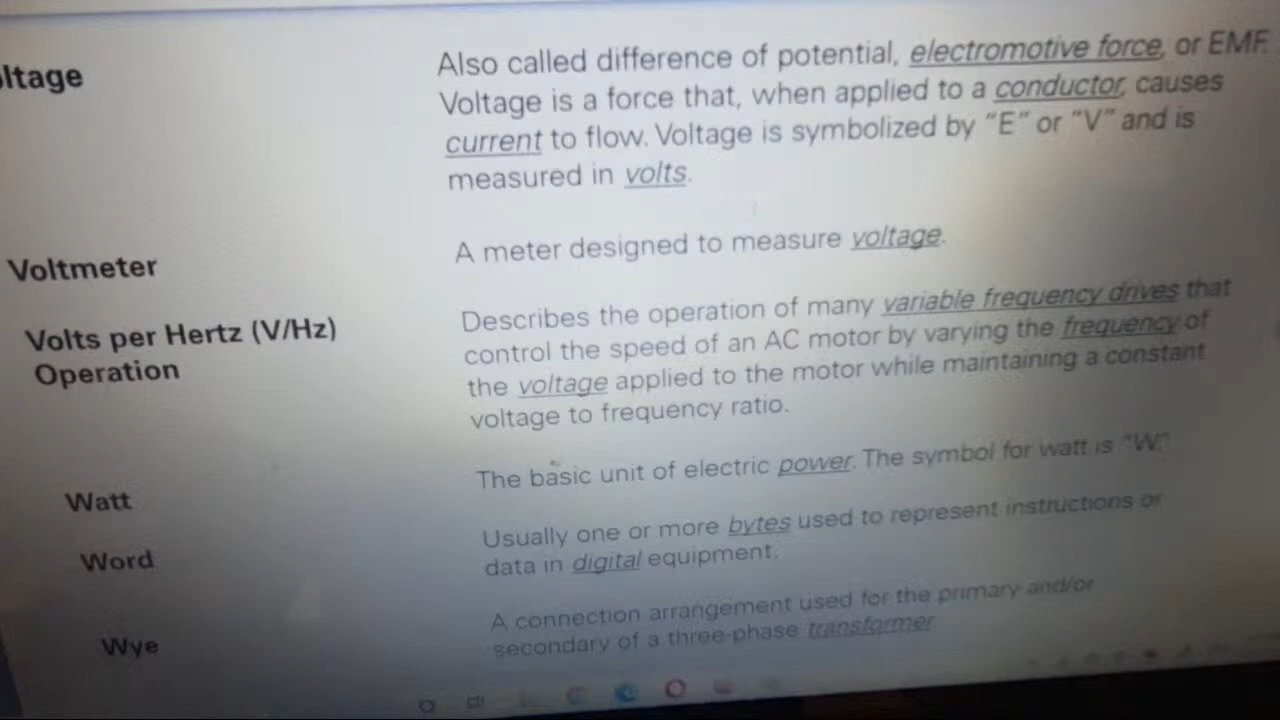 ltage
Also called difference of potential, electromotive force, or EMF.
Voltage is a force that, when applied to a conductor, causes
current to flow. Voltage is symbolized by "E" or "V" and is
measured in volts.
Voltmeter
A meter designed to measure voltage.
Volts per Hertz (V/Hz)
Operation
Describes the operation of many variable frequency drives that
control the speed of an AC motor by varying the frequency of
the voltage applied to the motor while maintaining a constant
voltage to frequency ratio.
Watt
The basic unit of electric power. The symbol for watt is "W."
Word
Usually one or more bytes used to represent instructions or
data in digital equipment.
Wye
A connection arrangement used for the primary and/or
secondary of a three-phase transformer